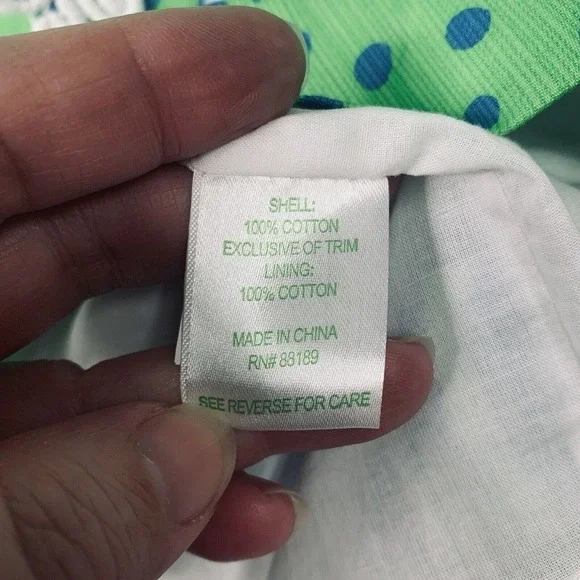 SHELL:
100% COTTON
EXCLUSIVE OF TRIM
LINING:
100% COTTON
MADE IN CHINA
RN# 88189
SEE REVERSE FOR CARE